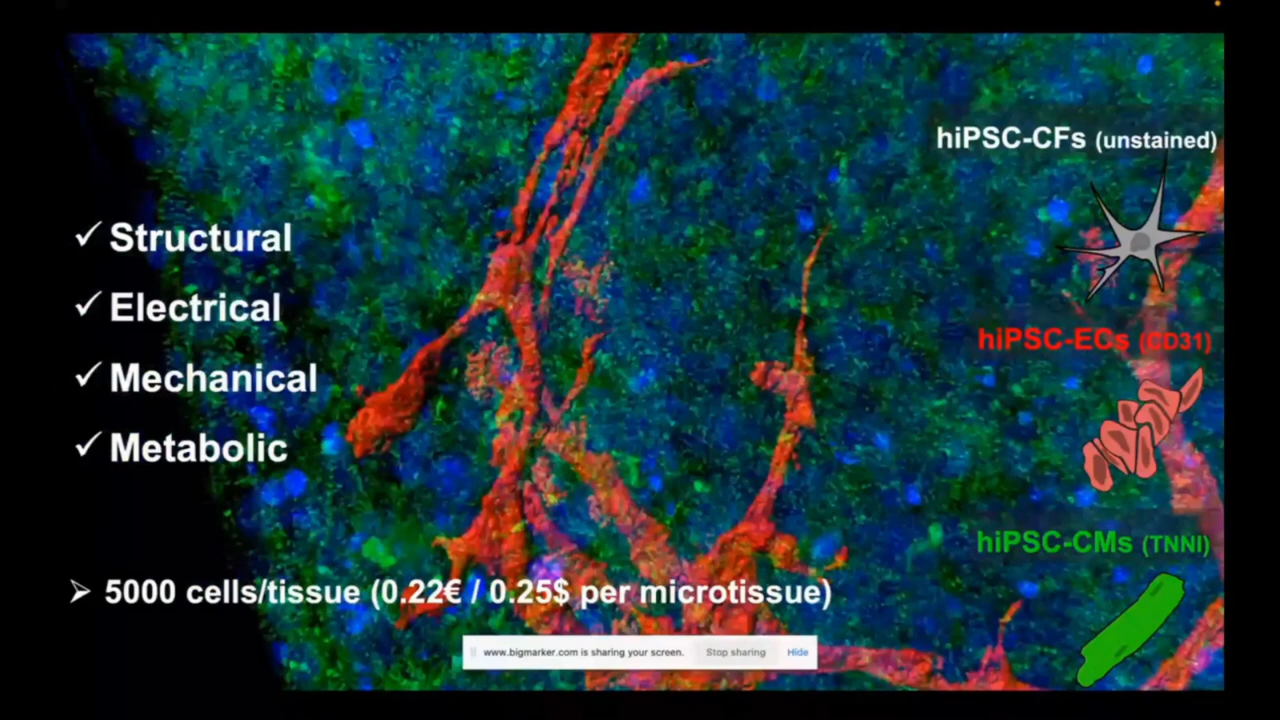 hiPSC-CFs (unstained)
✓ Structural
✓ Electrical
hiPSC-ECs (CD31)
✓ Mechanical
✓ Metabolic
hiPSC-CMs (TNNI)
➢ 5000 cells/tissue (0.22€ / 0.25$ per microtissue)
www.bigmarker.com is sharing your screen. Stop sharing Hide